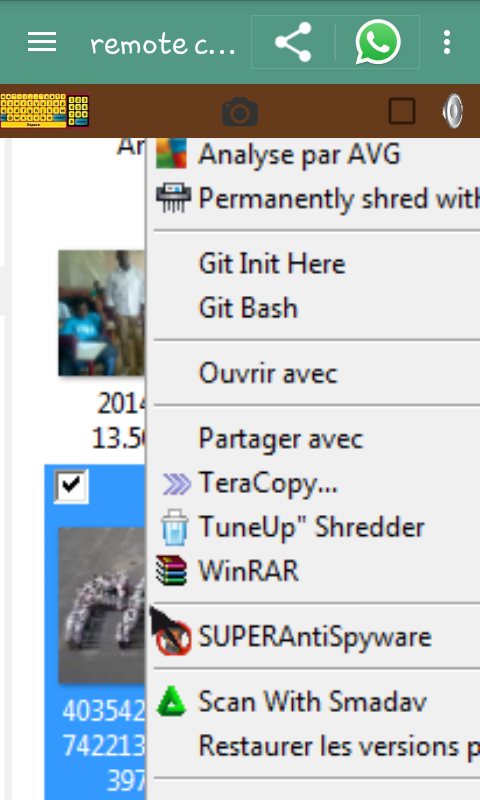 remote c...
Ar
Analyse par AVG
Permanently shred with
Git Init Here
Git Bash
Ouvrir avec
2014
13.50
Partager avec
TeraCopy...
TuneUp" Shredder
WinRAR
SUPERAntiSpyware
403542
742213
397
Scan With Smadav
Restaurer les versions p